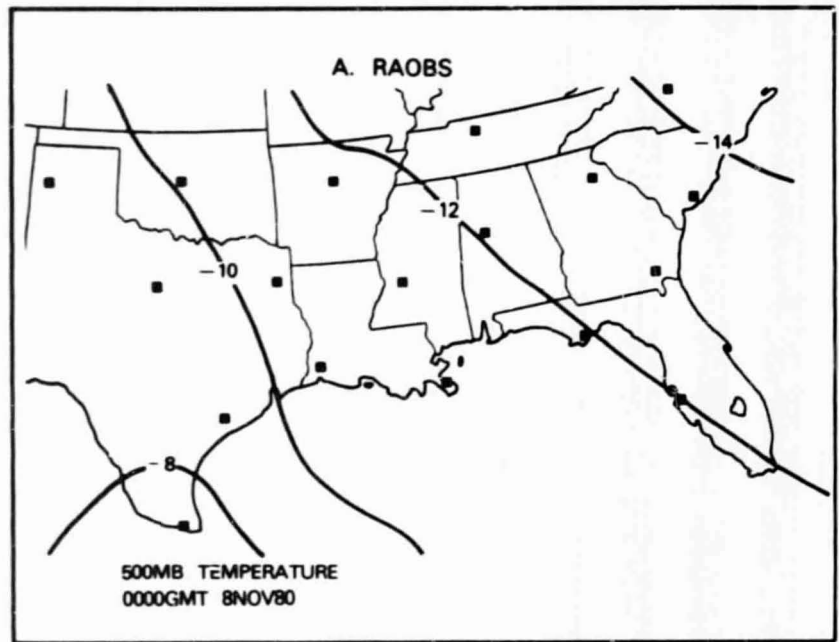 A. RAOBS
-14
-12
-10
-8
500MB TEMPERATURE
0000GMT 8NOV80